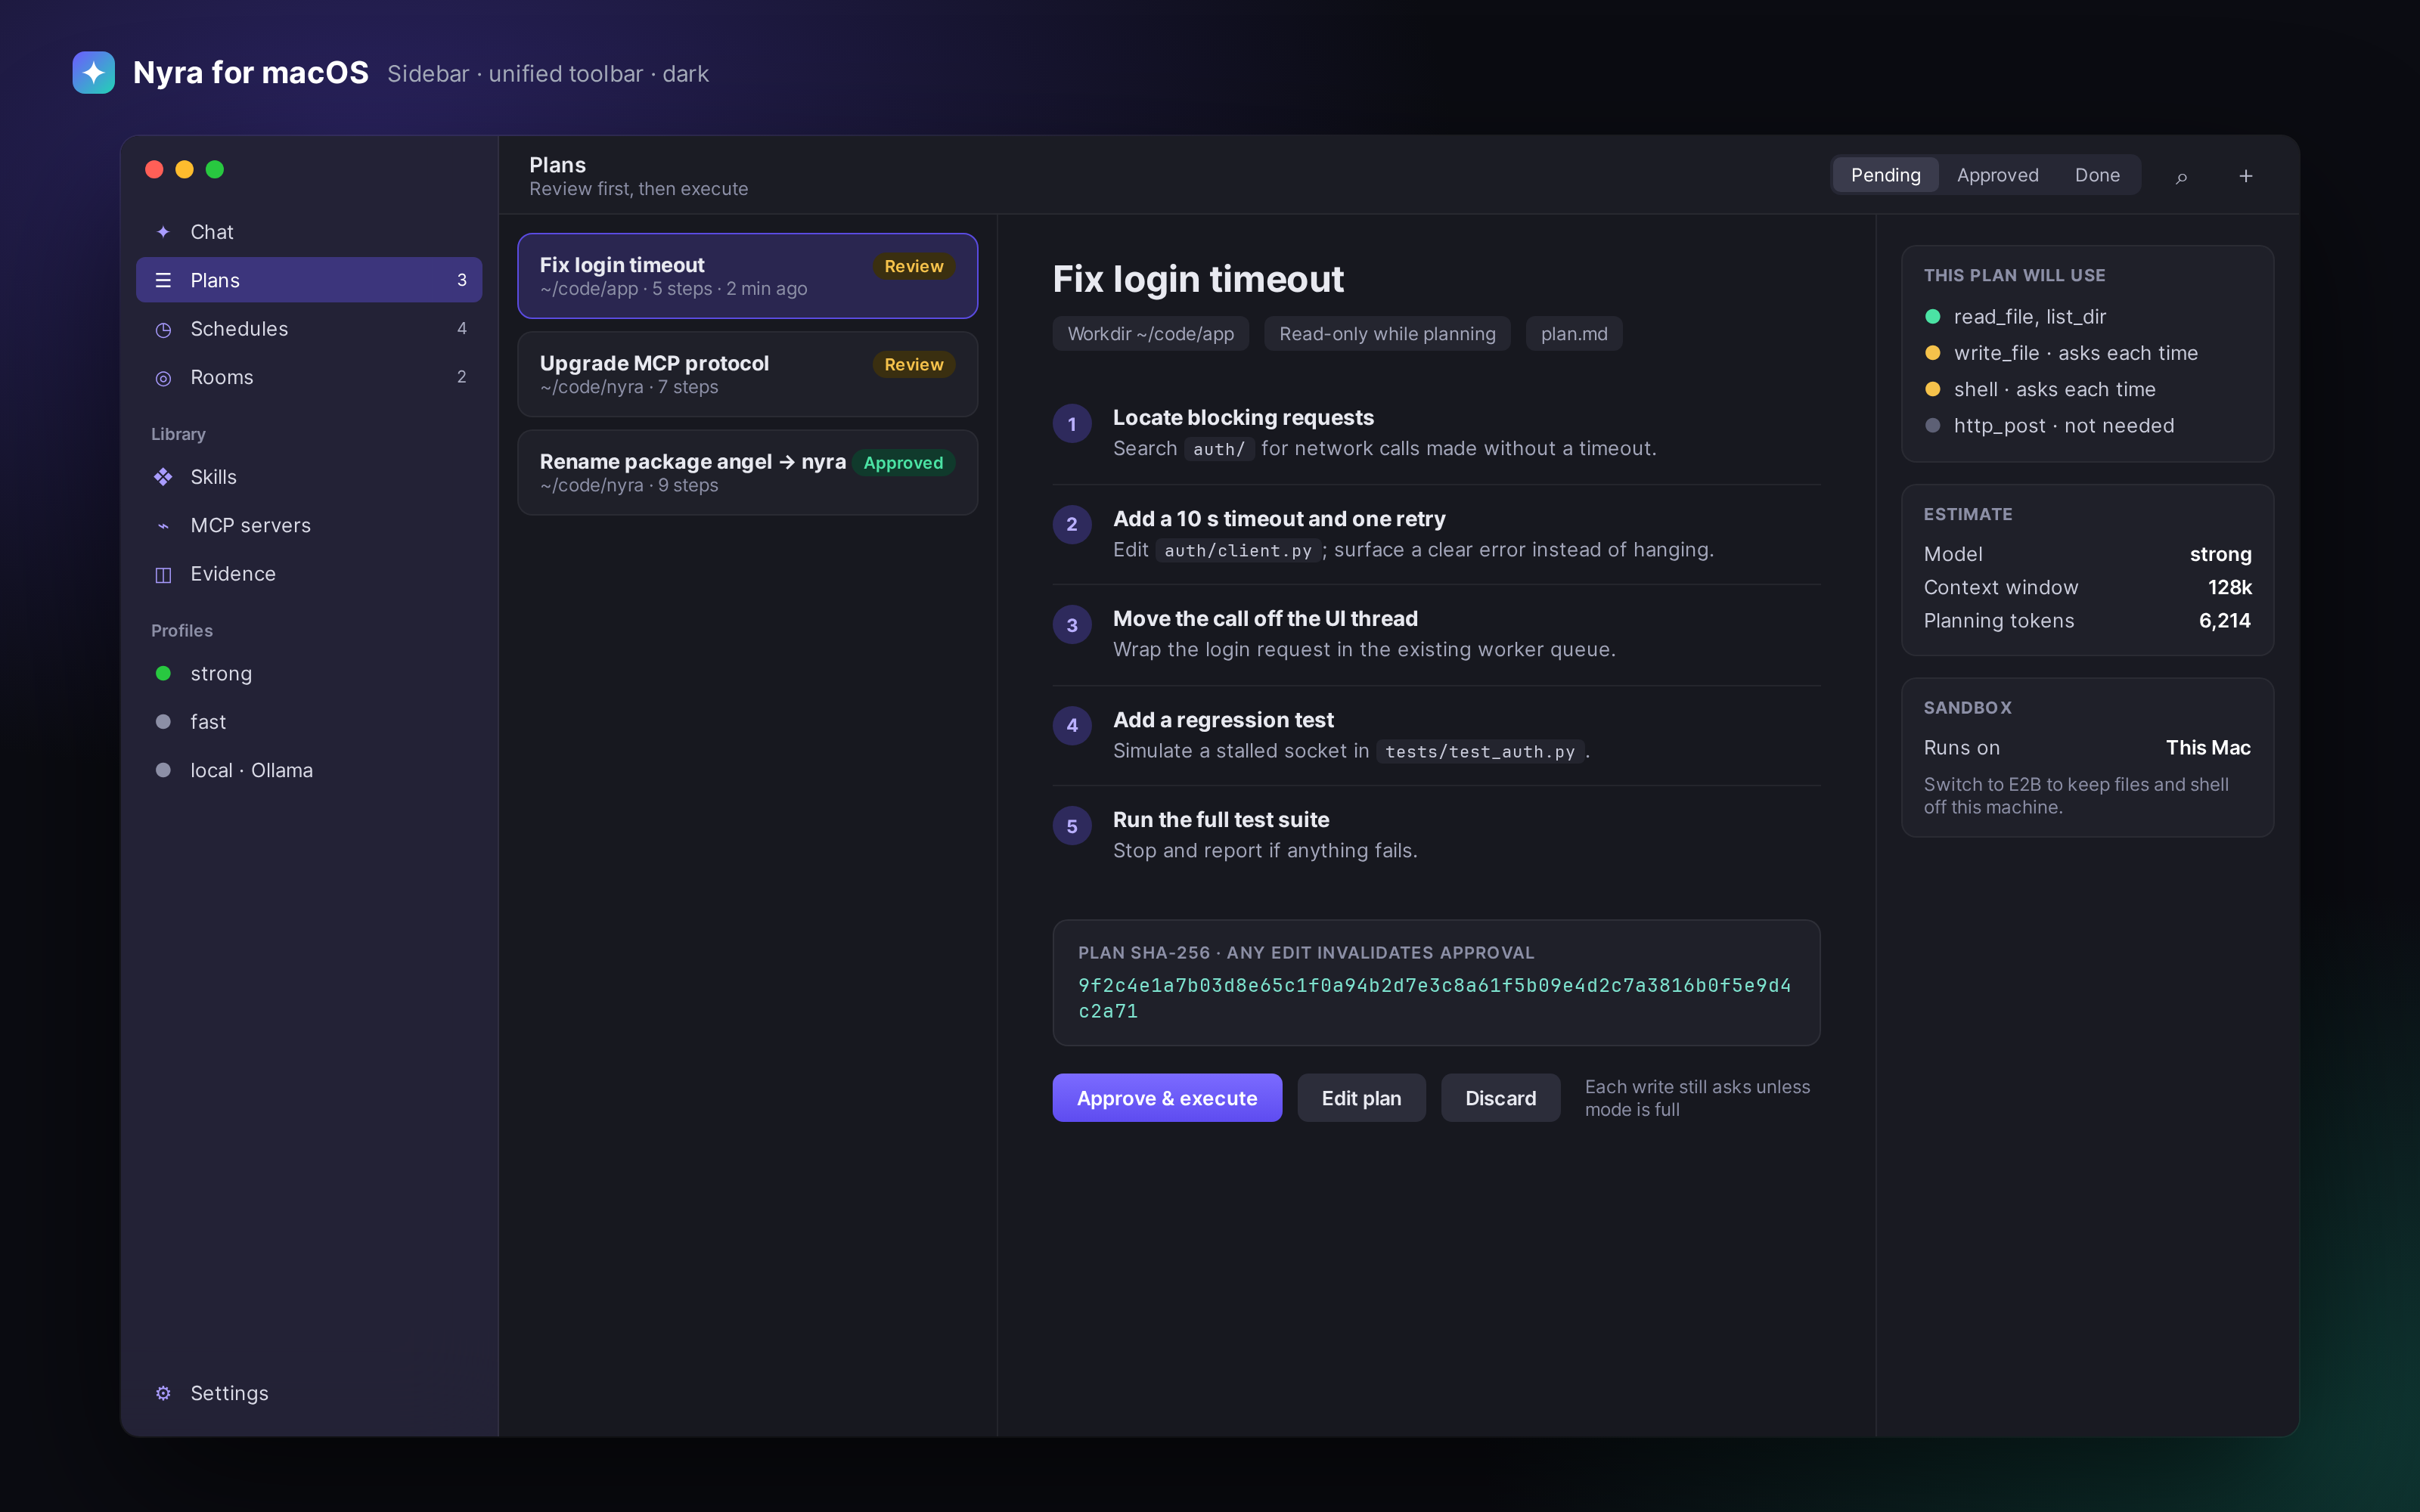 Nyra for macOS Sidebar · unified toolbar · dark
Chat
Plans 3
Schedules 4
Rooms 2
Library
Skills
MCP servers
Evidence
Profiles
strong
fast
local · Ollama
Settings
Plans
Review first, then execute
Pending Approved Done
Fix login timeout Review
~/code/app · 5 steps · 2 min ago
Upgrade MCP protocol Review
~/code/nyra · 7 steps
Rename package angel → nyra Approved
~/code/nyra · 9 steps
Fix login timeout
Workdir ~/code/app Read-only while planning plan.md
1 Locate blocking requests
Search auth/ for network calls made without a timeout.
2 Add a 10 s timeout and one retry
Edit auth/client.py; surface a clear error instead of hanging.
3 Move the call off the UI thread
Wrap the login request in the existing worker queue.
4 Add a regression test
Simulate a stalled socket in tests/test_auth.py.
5 Run the full test suite
Stop and report if anything fails.
PLAN SHA-256 · ANY EDIT INVALIDATES APPROVAL
9f2c4e1a7b03d8e65c1f0a94b2d7e3c8a61f5b09e4d2c7a3816b0f5e9d4
c2a71
Approve & execute Edit plan Discard
Each write still asks unless
mode is full
THIS PLAN WILL USE
read_file, list_dir
write_file · asks each time
shell · asks each time
http_post · not needed
ESTIMATE
Model strong
Context window 128k
Planning tokens 6,214
SANDBOX
Runs on This Mac
Switch to E2B to keep files and shell
off this machine.